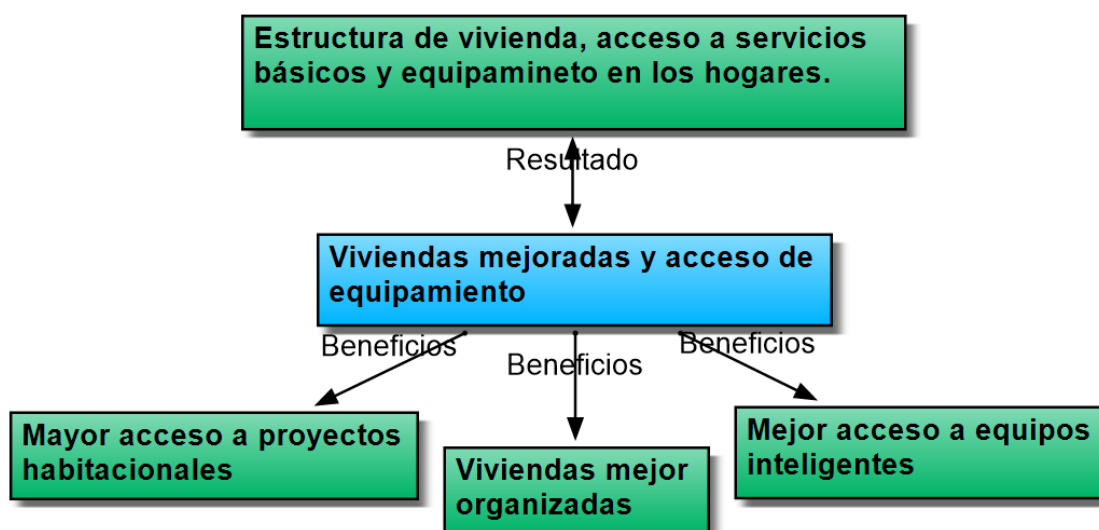 Estructura de vivienda, acceso a servicios
básicos y equipamineto en los hogares.
Resultado
Viviendas mejoradas y acceso de
equipamiento
Beneficios
Beneficios
Beneficios
Mayor acceso a proyectos
habitacionales
Viviendas mejor
organizadas
Mejor acceso a equipos
inteligentes